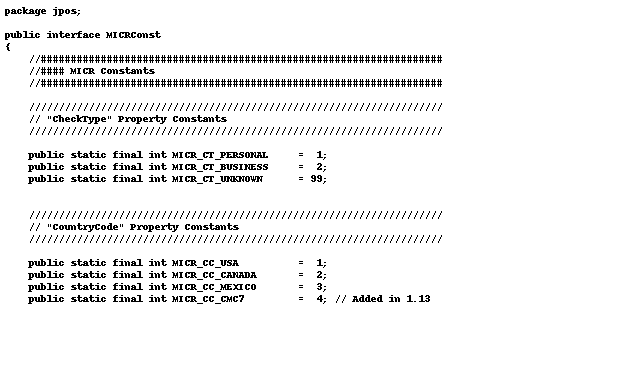 package jpos;
public interface MICRConst
{
//###################################################################
//#### MICR Constants
//###################################################################
/////////////////////////////////////////////////////////////////////
// "CheckType" Property Constants
/////////////////////////////////////////////////////////////////////
public static final int MICR_CT_PERSONAL     =  1;
public static final int MICR_CT_BUSINESS     =  2;
public static final int MICR_CT_UNKNOWN      = 99;
/////////////////////////////////////////////////////////////////////
// "CountryCode" Property Constants
/////////////////////////////////////////////////////////////////////
public static final int MICR_CC_USA          =  1;
public static final int MICR_CC_CANADA       =  2;
public static final int MICR_CC_MEXICO       =  3;
public static final int MICR_CC_CMC7         =  4; // Added in 1.13